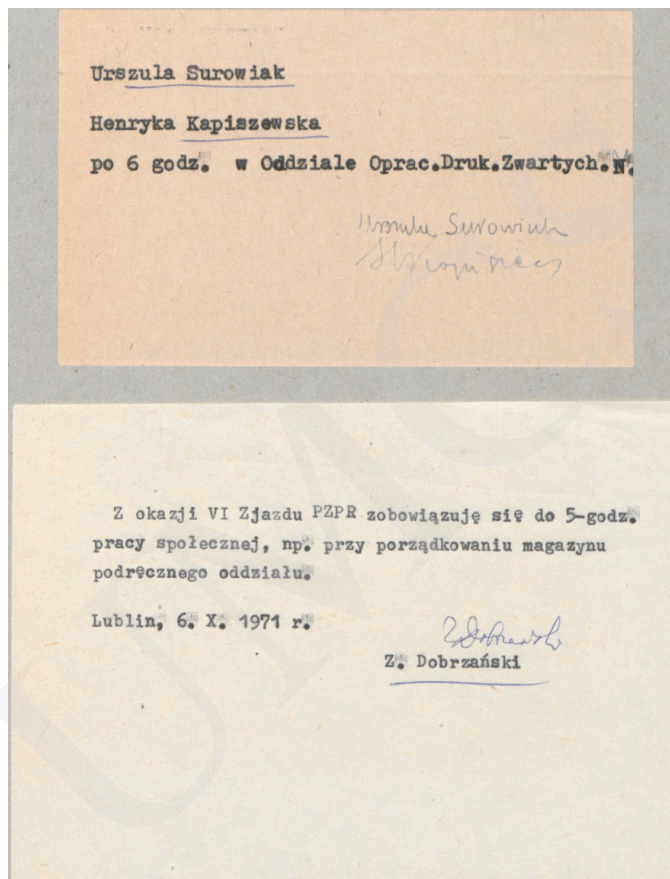 Urszula Surowiak
Henryka Kapiszewska
po 6 godz. w Oddziale Oprac.Druk.Zwartych.N.
Urszula Surowiak
Z okazji VI Zjazdu PZPR zobowiązuję się do 5-godz.
pracy społecznej, np. przy porządkowaniu magazynu
podręcznego oddziału.
Lublin, 6. X. 1971 r.
Z. Dobrzański
UMC